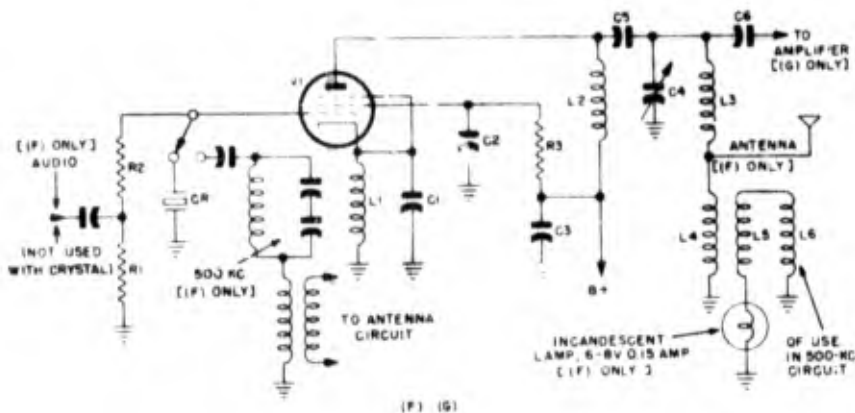 C5
C6
TO
AMPLIFIER
[(G) ONLY]
V1
L2
C4
L3
[(F) ONLY]
AUDIO
R2
C2
R3
ANTENNA
[(F) ONLY]
CR
L1
C1
(NOT USED
WITH CRYSTAL)
R1
500 KC
[(F) ONLY]
C3
L4
L5
L6
B+
TO ANTENNA
CIRCUIT
INCANDESCENT
LAMP, 6-8V 0.15 AMP
[(F) ONLY]
OF USE
IN 500-KC
CIRCUIT
(F) (G)